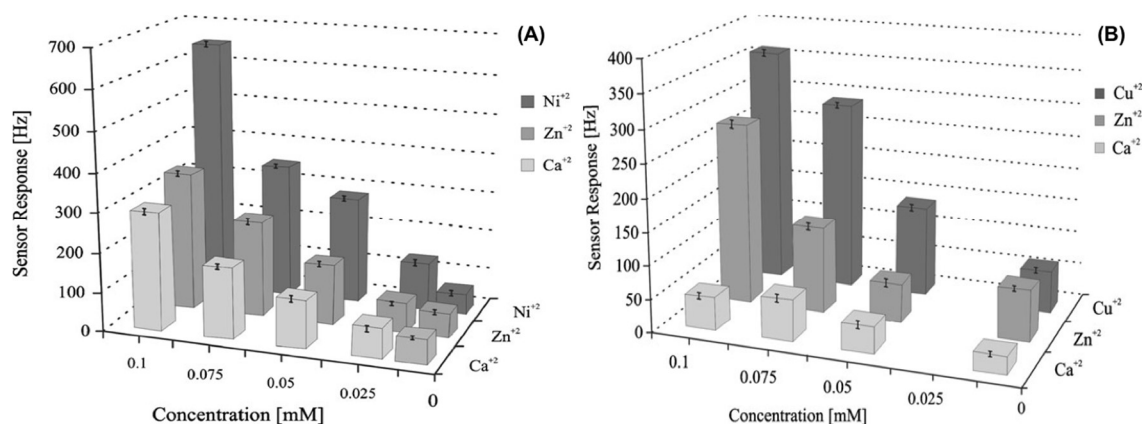 (A)
Sensor Response [Hz]
700
600
500
400
300
200
100
0
0.1
0.075
0.05
0.025
0
Concentration [mM]
Ni+2
Zn+2
Ca+2
Ni⁺²
Zn⁻²
Ca⁺²
(B)
Sensor Response [Hz]
400
350
300
250
200
150
100
50
0
0.1
0.075
0.05
0.025
0
Concentration [mM]
Cu⁺²
Zn⁺²
Ca⁺²
Cu⁺²
Zn⁺²
Ca⁺²